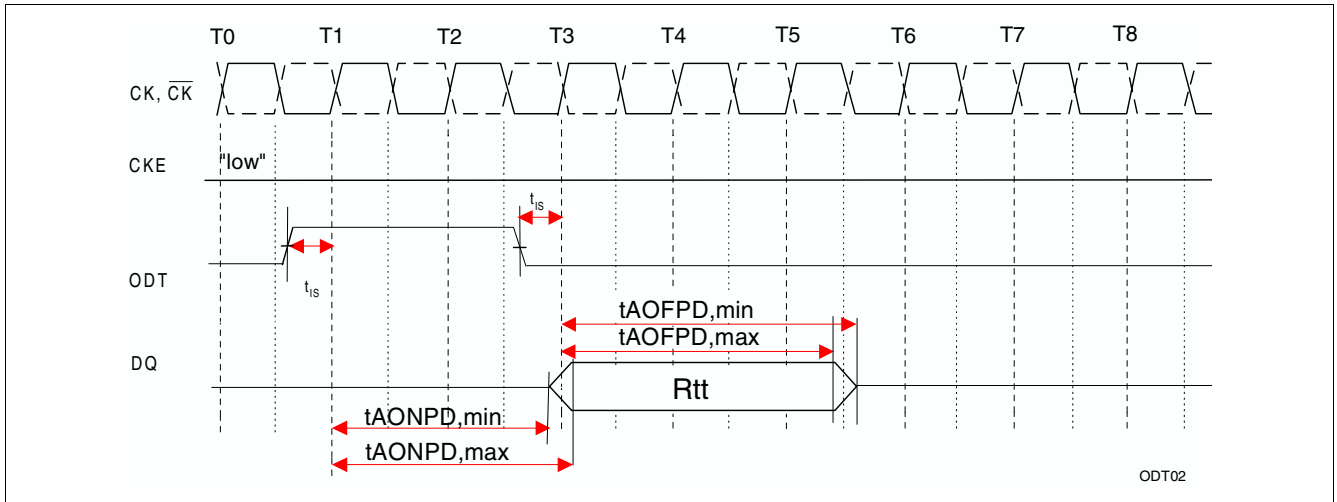 T0 T1 T2 T3 T4 T5 T6 T7 T8
CK, C̅K̅
CKE "low"
tIS
ODT
tIS
tAOFPD,min
tAOFPD,max
DQ
Rtt
tAONPD,min
tAONPD,max
ODT02